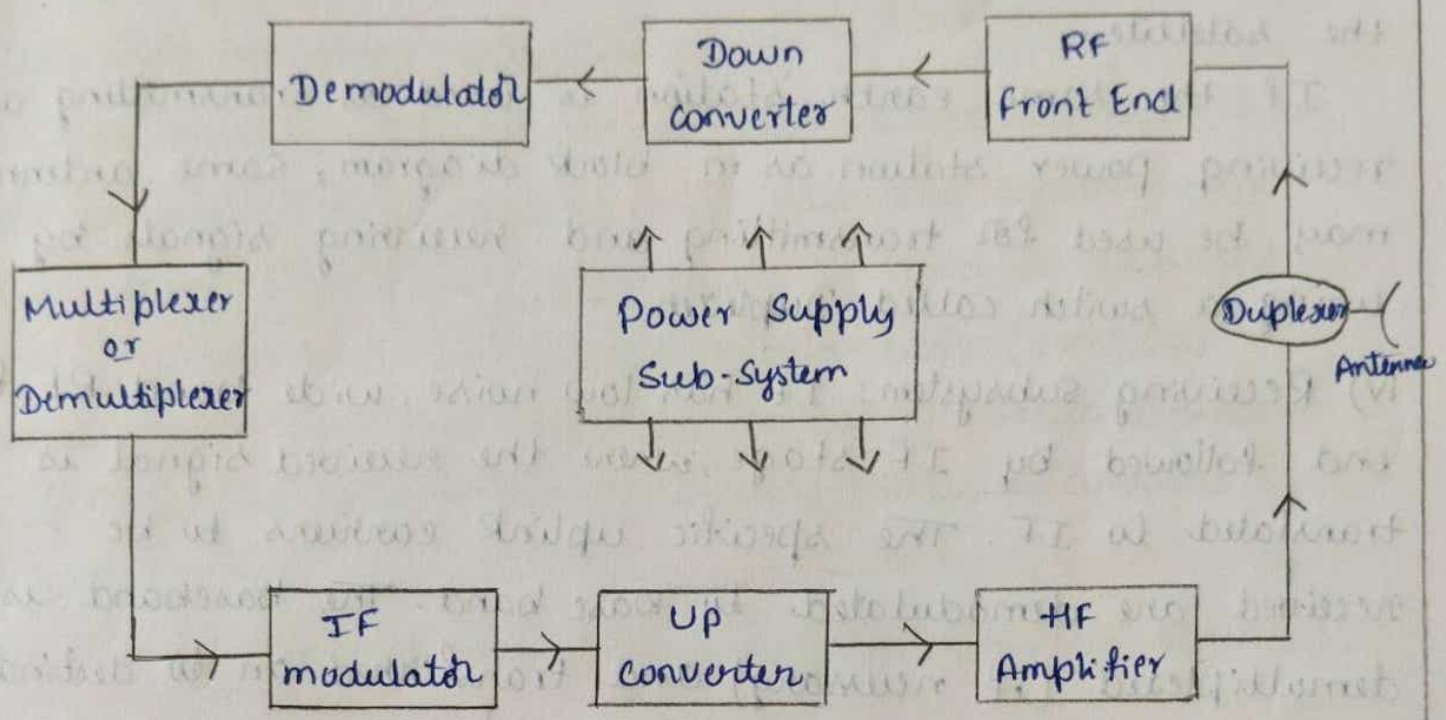 Demodulator
Down
converter
RF
Front End
Multiplexer
or
Demultiplexer
Power Supply
Sub-System
Duplexer
Antenna
IF
modulator
Up
converter
HF
Amplifier